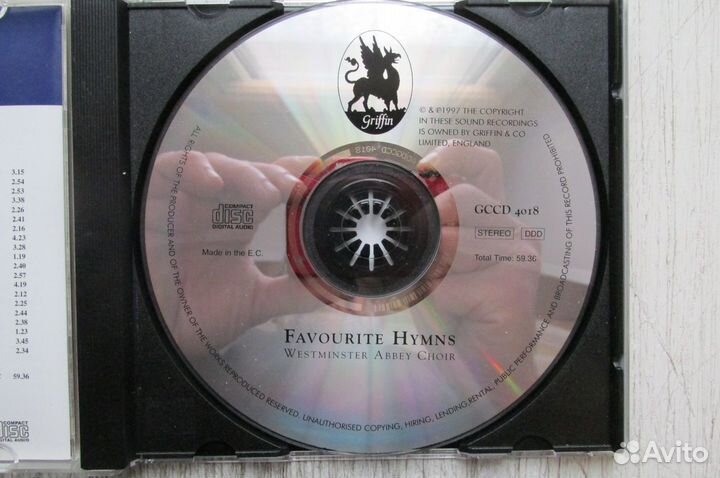 3.15
2.54
2.53
3.38
2.26
2.41
2.16
2.23
3.28
1.19
2.40
2.57
4.19
2.12
2.25
2.44
2.38
1.23
3.45
2.34
59.36
COMPACT
disc
DIGITAL AUDIO
Griffin
© & ℗1997 THE COPYRIGHT
IN THESE SOUND RECORDINGS
IS OWNED BY GRIFFIN & CO
LIMITED, ENGLAND
COMPACT
disc
DIGITAL AUDIO
Made in the E.C.
GCCD 4018
STEREO DDD
Total Time: 59.36
FAVOURITE HYMNS
WESTMINSTER ABBEY CHOIR
ALL RIGHTS OF THE PRODUCER AND OF THE OWNER OF THE WORKS REPRODUCED RESERVED. UNAUTHORISED COPYING, HIRING, LENDING, RENTAL, PUBLIC PERFORMANCE AND BROADCASTING OF THIS RECORD PROHIBITED
Avito